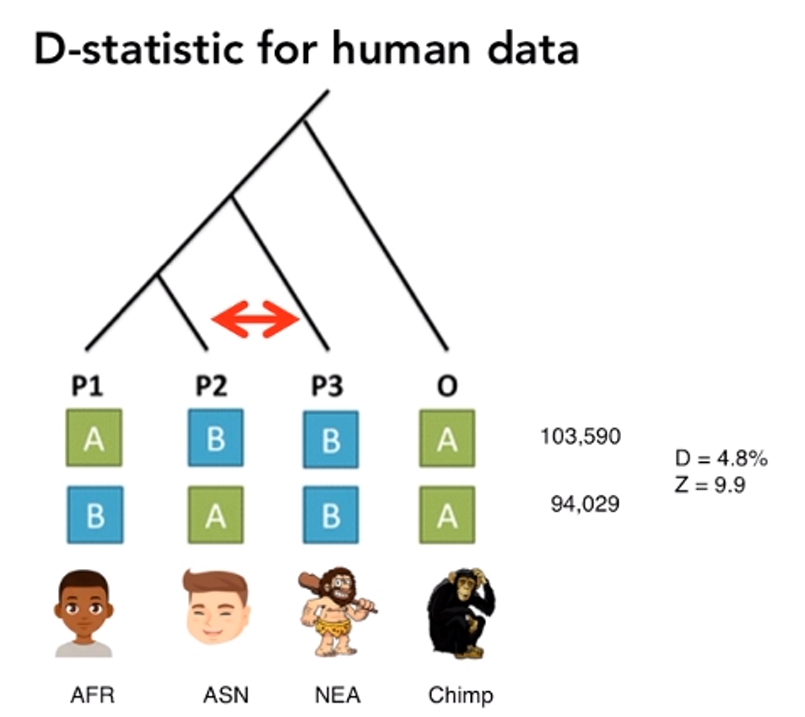 D-statistic for human data
P1 P2 P3 O
A B B A 103,590
D = 4.8%
Z = 9.9
B A B A 94,029
AFR ASN NEA Chimp